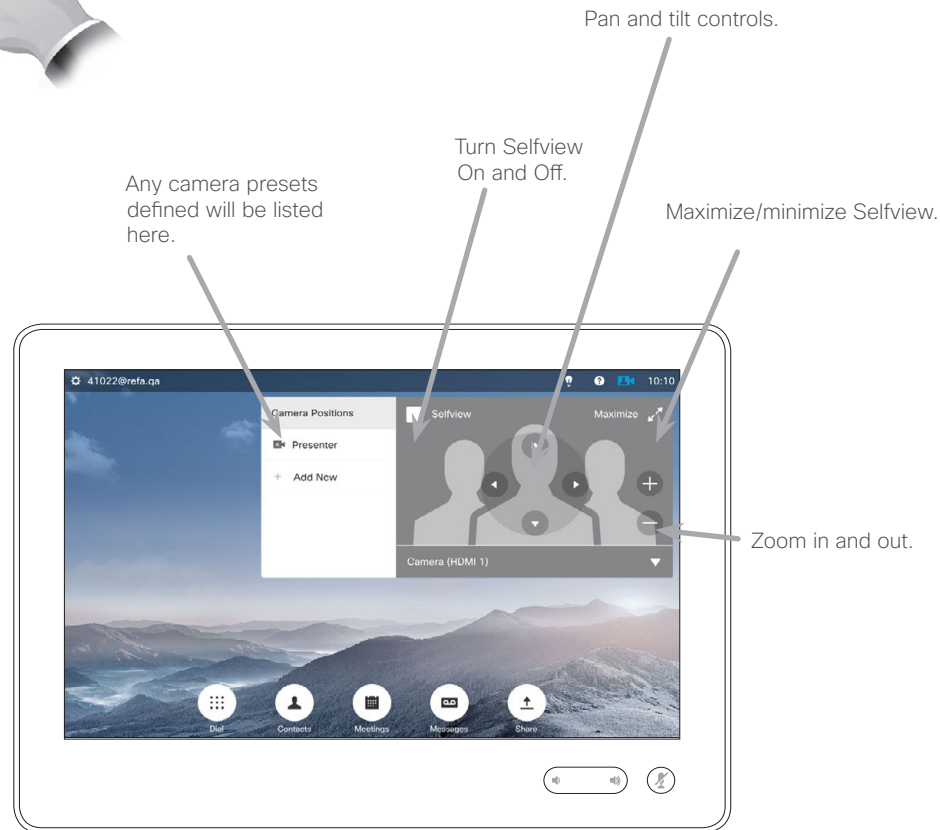 Pan and tilt controls.
Turn Selfview
On and Off.
Any camera presets
defined will be listed
here.
Maximize/minimize Selfview.
41022@refa.qa
10:10
Camera Positions
Selfview
Maximize
Presenter
+ Add New
Camera (HDMI 1)
Zoom in and out.
Dial
Contacts
Meetings
Messages
Share